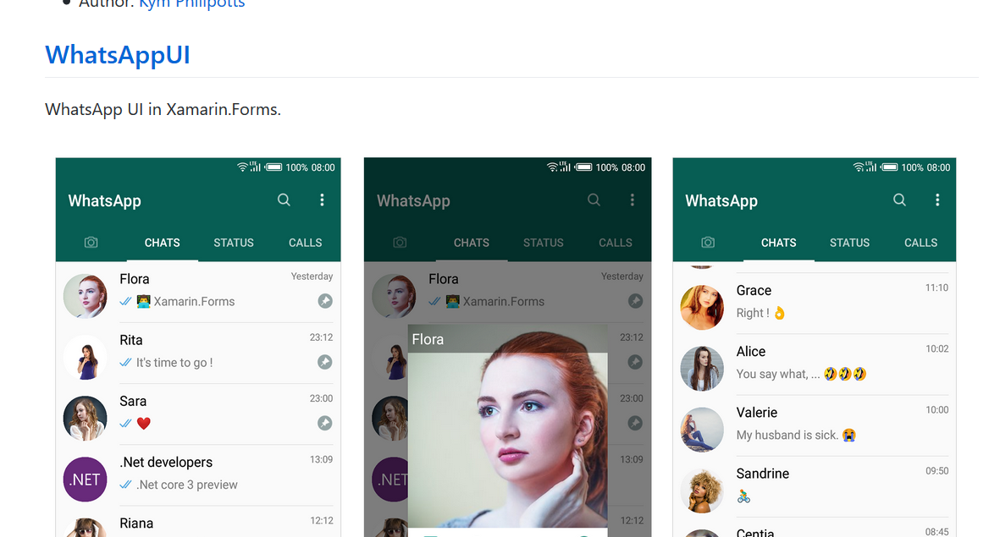 Author: Kym Phillpotts
WhatsAppUI
WhatsApp UI in Xamarin.Forms.
LTE 100% 08:00
WhatsApp
CHATS STATUS CALLS
Flora Yesterday
Xamarin.Forms
Rita 23:12
It's time to go !
Sara 23:00
.Net developers 13:09
.NET
.Net core 3 preview
Riana 12:12
LTE 100% 08:00
WhatsApp
CHATS STATUS CALLS
Flora Yesterday
Xamarin.Forms
23:12
Flora
23:00
13:09
.NET
12:12
LTE 100% 08:00
WhatsApp
CHATS STATUS CALLS
Grace 11:10
Right ! 👌
Alice 10:02
You say what, ... 🤣🤣🤣
Valerie 10:00
My husband is sick. 😭
Sandrine 09:50
Centia 08:45